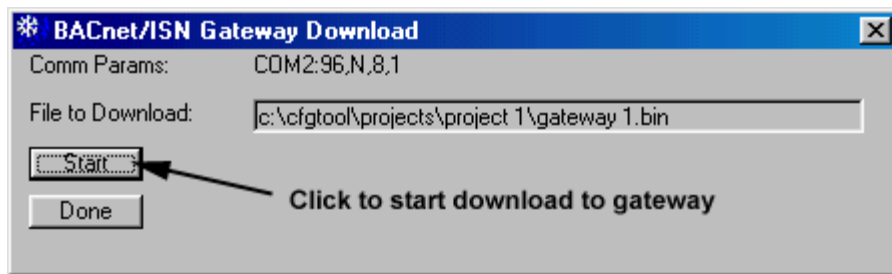 BACnet/ISN Gateway Download
Comm Params: COM2:96,N,8,1
File to Download: c:\cfgtool\projects\project 1\gateway 1.bin
Start
Click to start download to gateway
Done